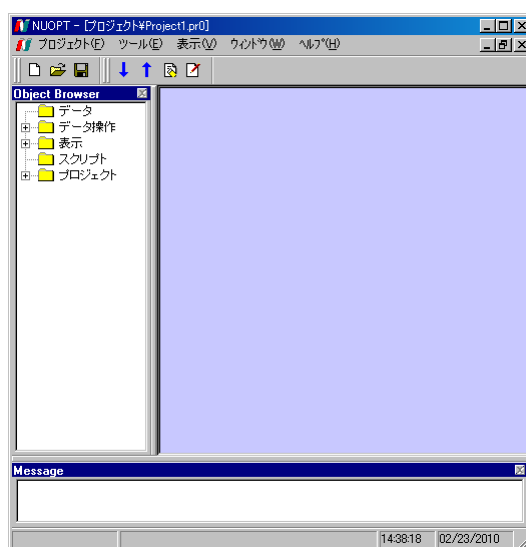 NUOPT - [プロジェクト¥Project1.pr0]
プロジェクト(F) ツール(E) 表示(V) ウィンドウ(W) ヘルプ(H)
Object Browser
データ
データ操作
表示
スクリプト
プロジェクト
Message
14:38:18 02/23/2010